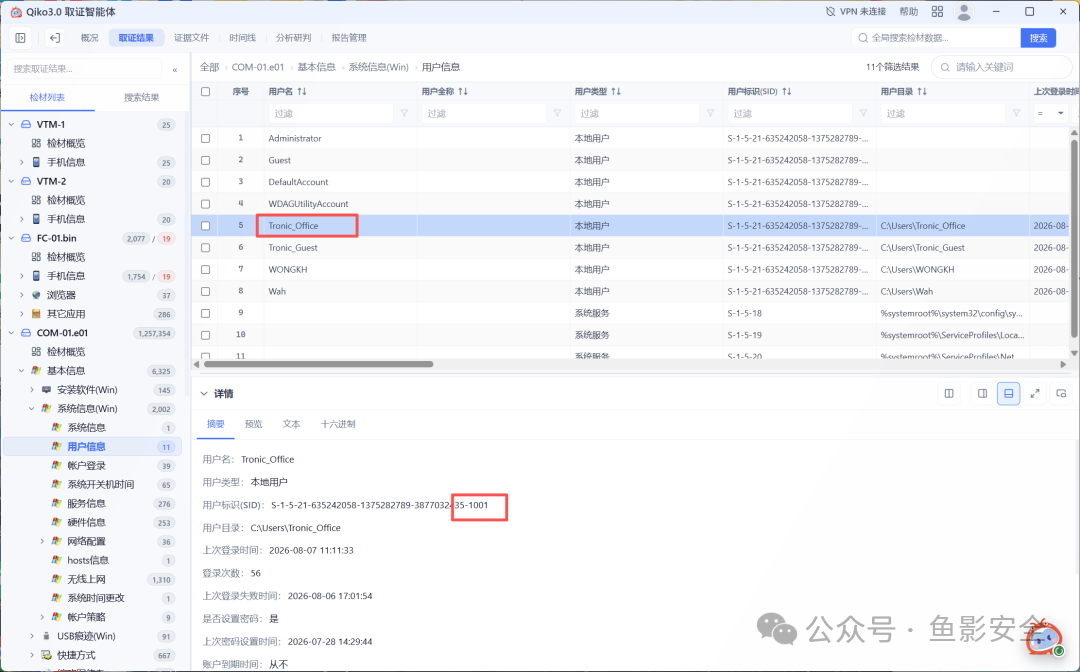 Qiko3.0 取证智能体
VPN 未连接 帮助
概况 取证结果 证据文件 时间线 分析研判 报告管理
全局搜索检材数据... 搜索
搜索取证结果... «
检材列表 搜索结果
VTM-1 25
检材概览
手机信息 25
VTM-2 20
检材概览
手机信息 20
FC-01.bin 2,077 / 19
检材概览
手机信息 1,754 / 19
浏览器 37
其它应用 286
COM-01.e01 1,257,354
检材概览
基本信息 6,325
安装软件(Win) 145
系统信息(Win) 2,002
系统信息 1
用户信息 11
帐户登录 39
系统开关机时间 65
服务信息 276
硬件信息 253
网络配置 36
hosts信息 1
无线上网 1,310
系统时间更改 1
帐户策略 9
USB痕迹(Win) 91
快捷方式 667
全部 › COM-01.e01 › 基本信息 › 系统信息(Win) › 用户信息
11个筛选结果 请输入关键词
序号 用户名 ↑↓ 用户全称 ↑↓ 用户类型 ↑↓ 用户标识(SID) ↑↓ 用户目录 ↑↓ 上次登录时间
过滤 过滤 过滤 过滤 过滤 =
1 Administrator 本地用户 S-1-5-21-635242058-1375282789-...
2 Guest 本地用户 S-1-5-21-635242058-1375282789-...
3 DefaultAccount 本地用户 S-1-5-21-635242058-1375282789-...
4 WDAGUtilityAccount 本地用户 S-1-5-21-635242058-1375282789-...
5 Tronic_Office 本地用户 S-1-5-21-635242058-1375282789-... C:\Users\Tronic_Office 2026-08-
6 Tronic_Guest 本地用户 S-1-5-21-635242058-1375282789-... C:\Users\Tronic_Guest
7 WONGKH 本地用户 S-1-5-21-635242058-1375282789-... C:\Users\WONGKH 2026-08-
8 Wah 本地用户 S-1-5-21-635242058-1375282789-... C:\Users\Wah 2026-08-
9 系统服务 S-1-5-18 %systemroot%\system32\config\sy...
10 系统服务 S-1-5-19 %systemroot%\ServiceProfiles\Loca...
11 系统服务 S-1-5-20 %systemroot%\ServiceProfiles\Net...
详情
摘要 预览 文本 十六进制
用户名: Tronic_Office
用户类型: 本地用户
用户标识(SID): S-1-5-21-635242058-1375282789-3877032435-1001
用户目录: C:\Users\Tronic_Office
上次登录时间: 2026-08-07 11:11:33
登录次数: 56
上次登录失败时间: 2026-08-06 17:01:54
是否设置密码: 是
上次密码设置时间: 2026-07-28 14:29:44
账户到期时间: 从不
公众号 · 鱼影安全